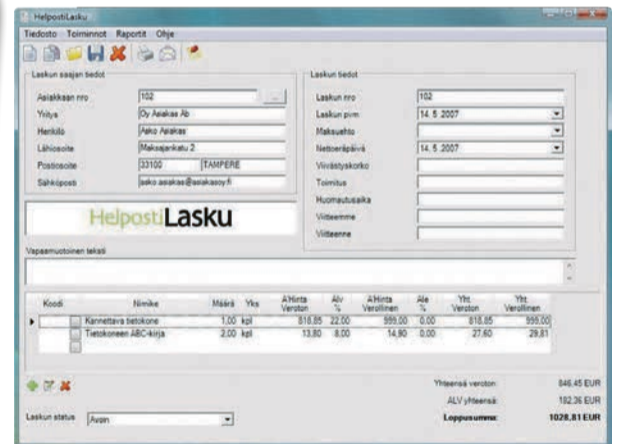 HelpostiLasku
Tiedosto Toiminnot Raportit Ohje
Laskun saajan tiedot
Asiakkaan nro 102 ...
Yritys Oy Asiakas Ab
Henkilö Asko Asiakas
Lähiosoite Maksajankatu 2
Postiosoite 33100 TAMPERE
Sähköposti asko.asiakas@asiakasoy.fi
Laskun tiedot
Laskun nro 102
Laskun pvm 14. 5.2007
Maksuehto
Nettoeräpäivä 14. 5.2007
Viivästyskorko
Toimitus
Huomautusaika
Viitteemme
Viitteenne
HelpostiLasku
Vapaamuotoinen teksti
Koodi Nimike Määrä Yks A'Hinta Veroton Alv % A'Hinta Verollinen Ale % Yht. Veroton Yht. Verollinen
Kannettava tietokone 1,00 kpl 818,85 22,00 999,00 0,00 818,85 999,00
Tietokoneen ABC-kirja 2,00 kpl 13,80 8,00 14,90 0,00 27,60 29,81
Yhteensä veroton: 846,45 EUR
ALV yhteensä: 182,36 EUR
Loppusumma: 1028,81 EUR
Laskun status Avoin